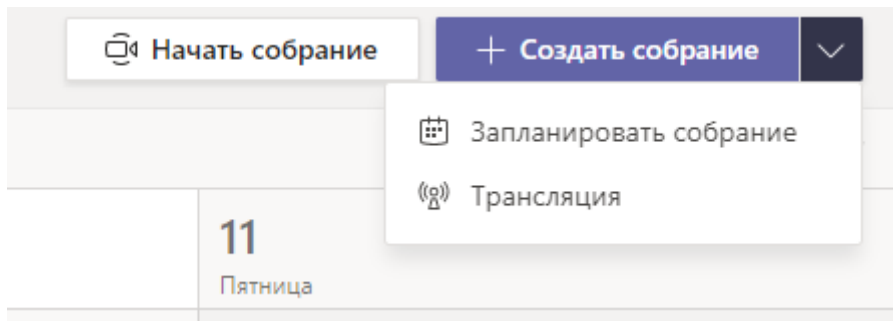 Начать собрание
Создать собрание
Запланировать собрание
Трансляция
11
Пятница